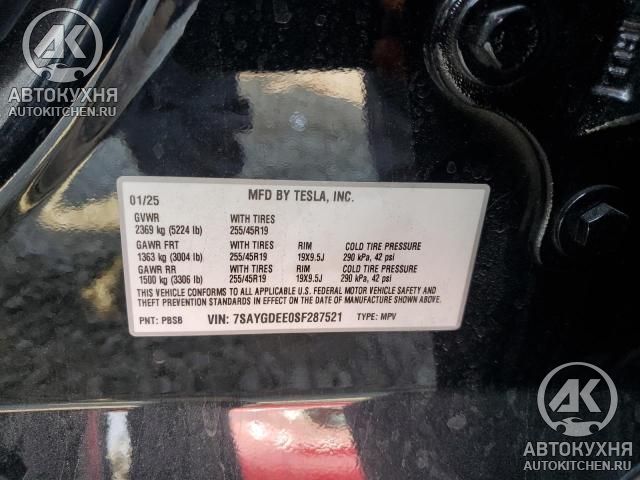 АК
АВТОКУХНЯ
AUTOKITCHEN.RU
01/25 MFD BY TESLA, INC.
GVWR WITH TIRES
2369 kg (5224 lb) 255/45R19
GAWR FRT WITH TIRES RIM COLD TIRE PRESSURE
1363 kg (3004 lb) 255/45R19 19X9.5J 290 kPa, 42 psi
GAWR RR WITH TIRES RIM COLD TIRE PRESSURE
1500 kg (3306 lb) 255/45R19 19X9.5J 290 kPa, 42 psi
THIS VEHICLE CONFORMS TO ALL APPLICABLE U.S. FEDERAL MOTOR VEHICLE SAFETY AND
THEFT PREVENTION STANDARDS IN EFFECT ON THE DATE OF MANUFACTURE SHOWN ABOVE.
PNT: PBSB VIN: 7SAYGDEE0SF287521 TYPE: MPV
АК
АВТОКУХНЯ
AUTOKITCHEN.RU